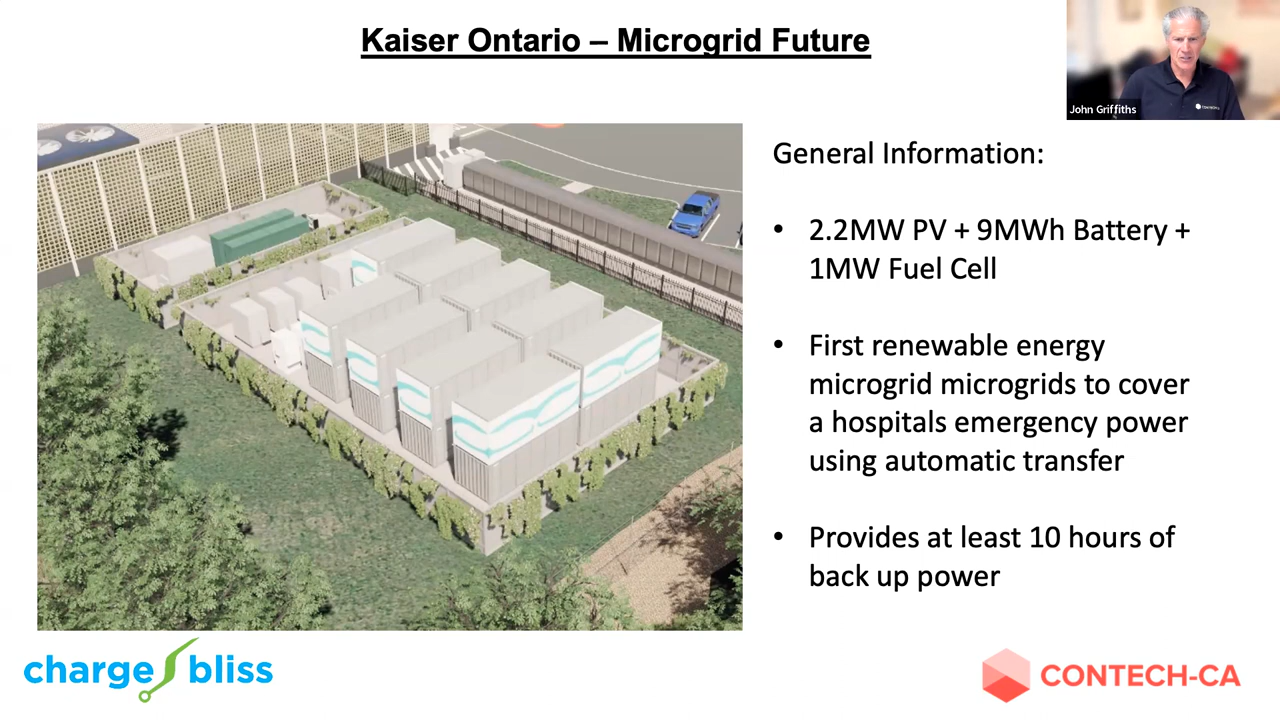 Kaiser Ontario – Microgrid Future
John Griffiths
General Information:
• 2.2MW PV + 9MWh Battery +
1MW Fuel Cell
• First renewable energy
microgrid microgrids to cover
a hospitals emergency power
using automatic transfer
• Provides at least 10 hours of
back up power
charge bliss
CONTECH-CA